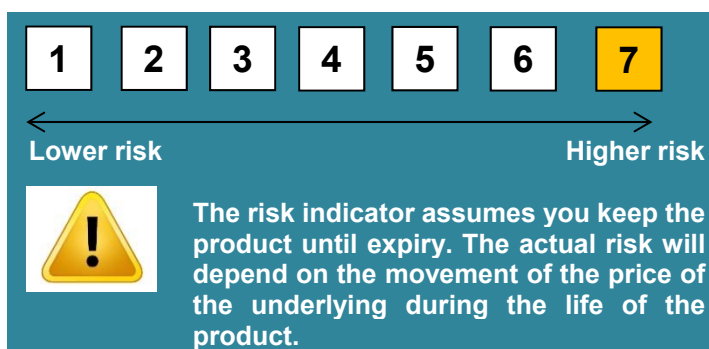 1 2 3 4 5 6 7
Lower risk Higher risk
!
The risk indicator assumes you keep the
product until expiry. The actual risk will
depend on the movement of the price of
the underlying during the life of the
product.